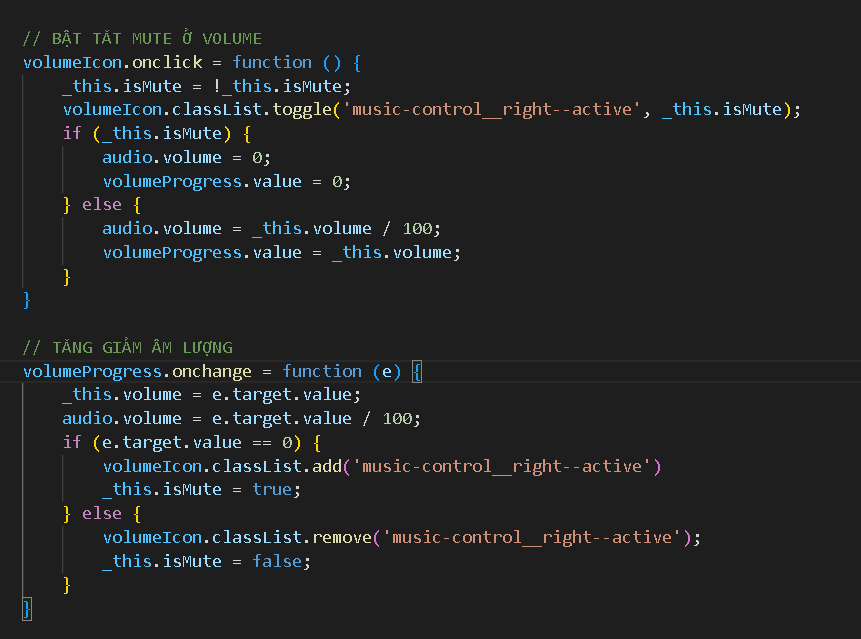 // BẬT TẮT MUTE Ở VOLUME
volumeIcon.onclick = function () {
    _this.isMute = !_this.isMute;
    volumeIcon.classList.toggle('music-control__right--active', _this.isMute);
    if (_this.isMute) {
        audio.volume = 0;
        volumeProgress.value = 0;
    } else {
        audio.volume = _this.volume / 100;
        volumeProgress.value = _this.volume;
    }
}

// TĂNG GIẢM ÂM LƯỢNG
volumeProgress.onchange = function (e) {
    _this.volume = e.target.value;
    audio.volume = e.target.value / 100;
    if (e.target.value == 0) {
        volumeIcon.classList.add('music-control__right--active')
        _this.isMute = true;
    } else {
        volumeIcon.classList.remove('music-control__right--active');
        _this.isMute = false;
    }
}